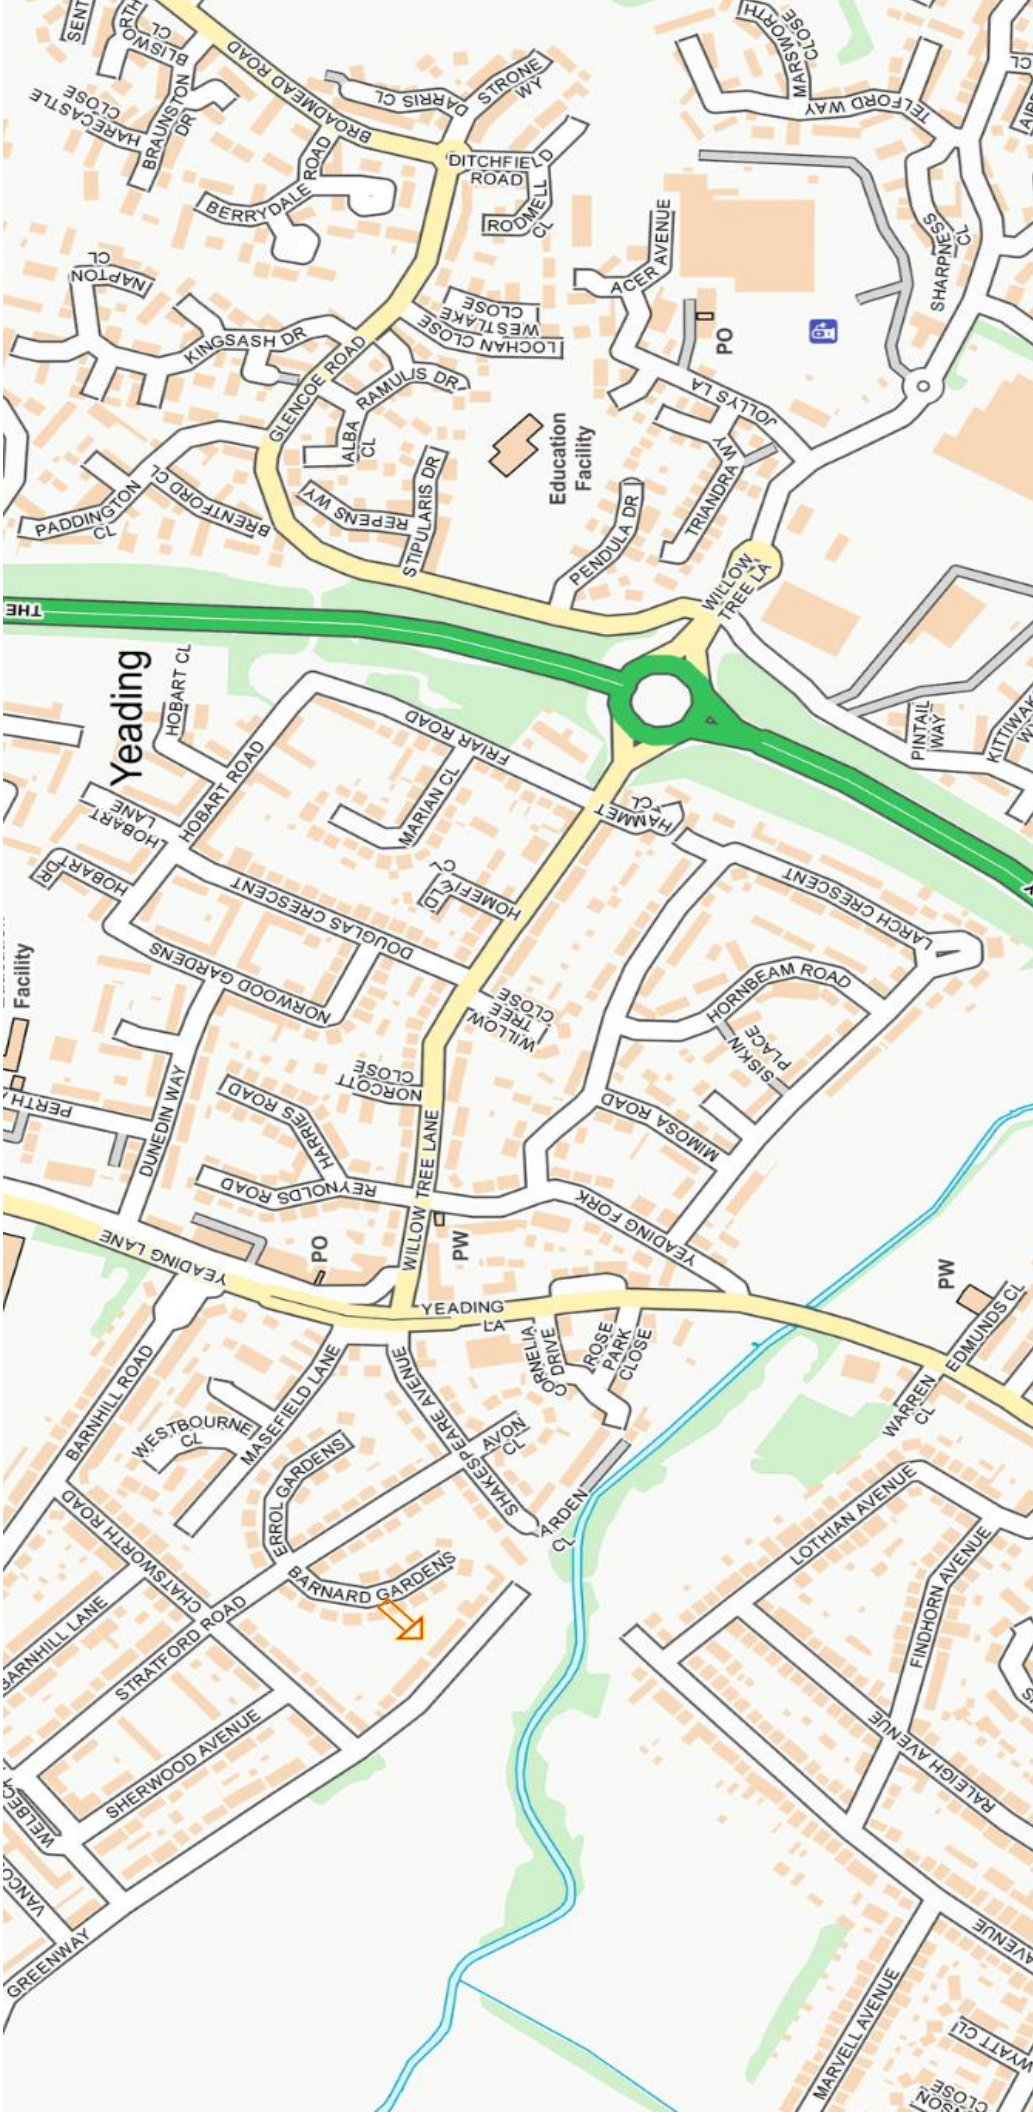 SENT
BLISWORTH
CL
HARECASTLE
CLOSE
BRAUNSTON
DR
BROADMEAD ROAD
DARRIS CL
STRONE
WY
MARSWORTH
CLOSE
TELFORD WAY
CL
BERRYDALE ROAD
DITCHFIELD
ROAD
RODMELL
CL
ACER AVENUE
SHARPNESS
CL
NAPTON
CL
KINGSASH DR
GLENCOE ROAD
WESTLAKE
CLOSE
LOCHAN CLOSE
RAMULIS DR
ALBA
CL
PO
JOLLYS LA
PADDINGTON
CL
BRENTFORD CL
REPENS WY
STIPULARIS DR
Education
Facility
TRIANDRA WY
PENDULA DR
WILLOW
TREE LA
THE
Yeading
HOBART CL
HOBART ROAD
HOBART
LANE
HOBART
DR
FRIAR ROAD
MARIAN CL
HAMMET
CL
PINTAIL
WAY
KITTIWAKE
HOMEFIELD
CL
DOUGLAS CRESCENT
NORWOOD GARDENS
LARCH CRESCENT
Facility
HORNBEAM ROAD
WILLOW
TREE
CLOSE
SISKIN
PLACE
NORCOTT
CLOSE
PERTH
DUNEDIN WAY
HARRIES ROAD
REYNOLDS ROAD
MIMOSA ROAD
WILLOW TREE LANE
YEADING FORK
PW
PO
YEADING LANE
YEADING
LA
CORNELIA
DRIVE
ROSE
PARK
CLOSE
PW
EDMUNDS CL
WARREN
CL
BARNHILL ROAD
WESTBOURNE
CL
MASEFIELD LANE
SHAKESPEARE AVENUE
AVON
CL
ERROL GARDENS
ARDEN
CL
LOTHIAN AVENUE
CHATSWORTH ROAD
BARNARD GARDENS
BARNHILL LANE
STRATFORD ROAD
FINDHORN AVENUE
SHERWOOD AVENUE
RALEIGH AVENUE
WELBECK
VANCO
GREENWAY
AVENUE
MARVELL AVENUE
WYATT CL
NSON
CLOSE